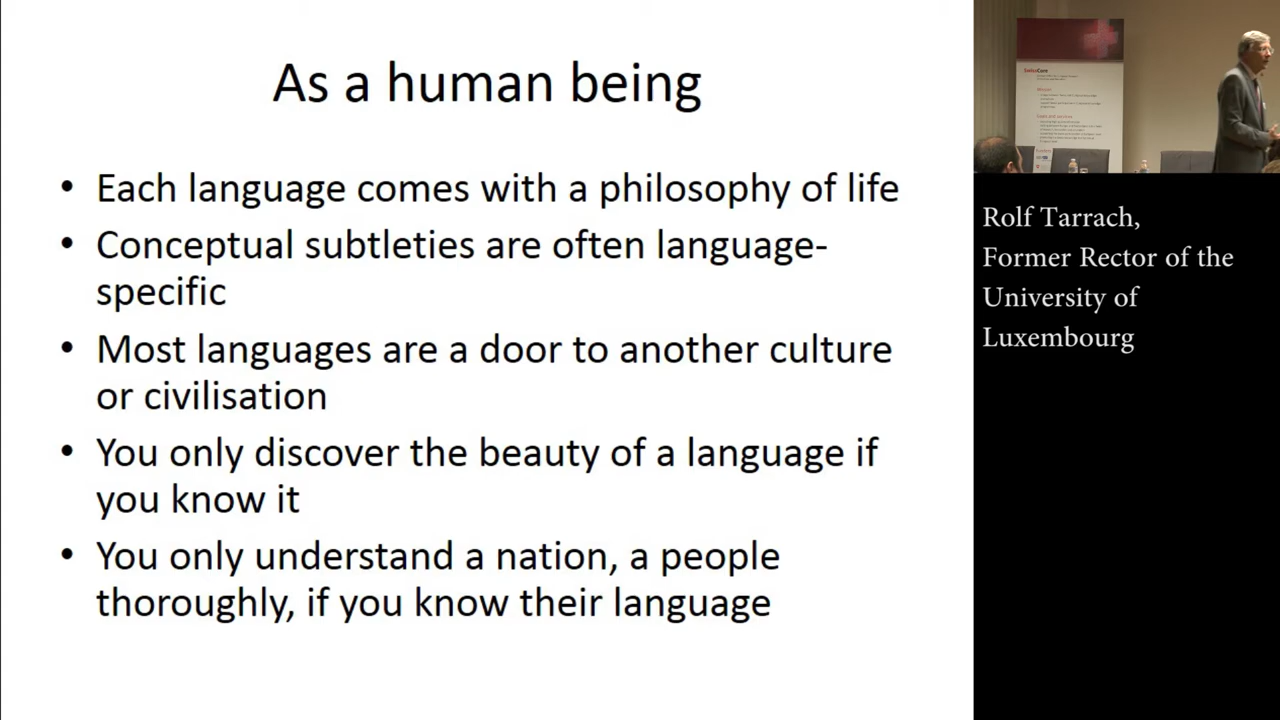 As a human being
• Each language comes with a philosophy of life
• Conceptual subtleties are often language-
specific
• Most languages are a door to another culture
or civilisation
• You only discover the beauty of a language if
you know it
• You only understand a nation, a people
thoroughly, if you know their language
SwissCore
Rolf Tarrach,
Former Rector of the
University of
Luxembourg